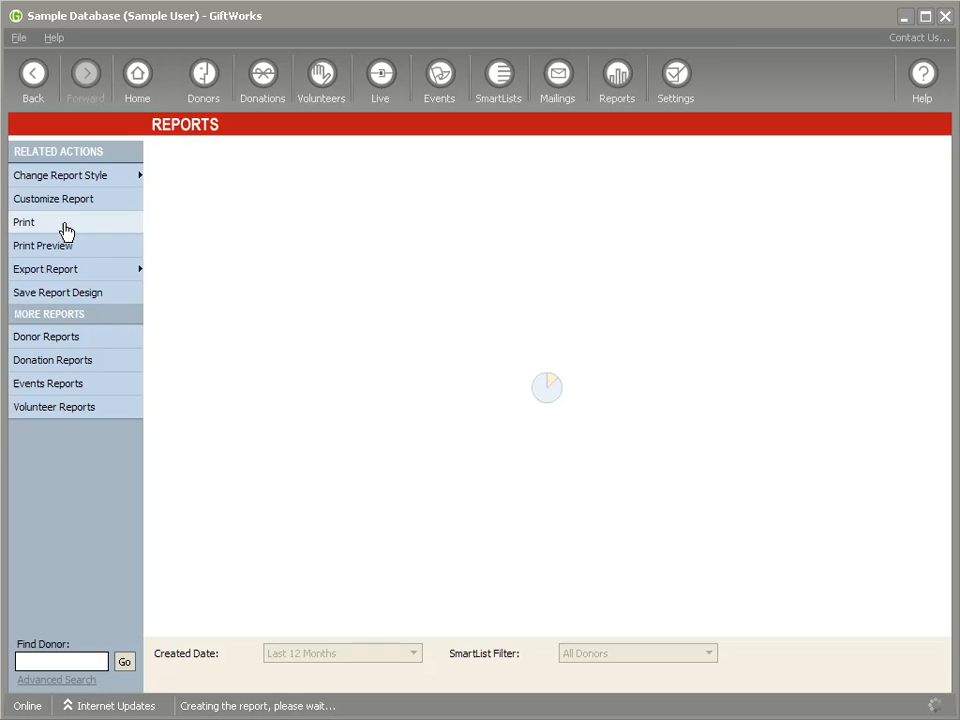 Sample Database (Sample User) - GiftWorks
File Help Contact Us...
Back Forward Home Donors Donations Volunteers Live Events SmartLists Mailings Reports Settings Help
REPORTS
RELATED ACTIONS
Change Report Style
Customize Report
Print
Print Preview
Export Report
Save Report Design
MORE REPORTS
Donor Reports
Donation Reports
Events Reports
Volunteer Reports
Find Donor:
Go
Advanced Search
Created Date: Last 12 Months SmartList Filter: All Donors
Online Internet Updates Creating the report, please wait...